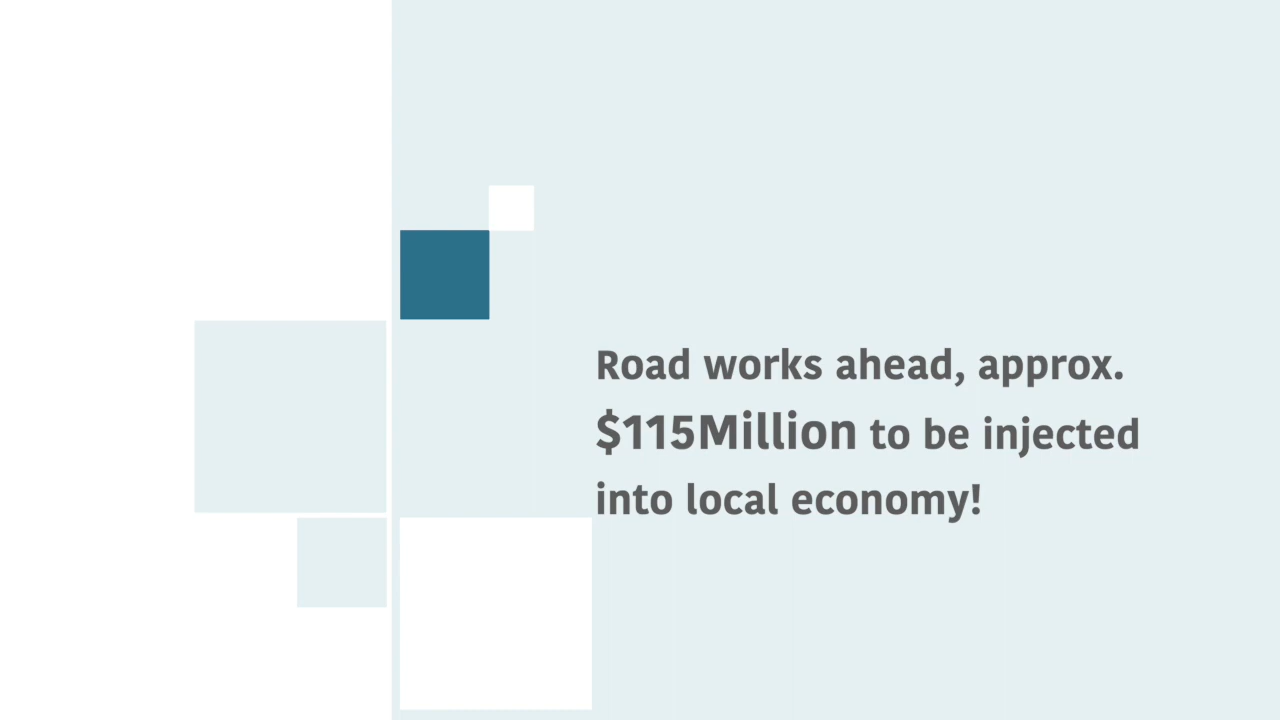 Road works ahead, approx.
$115Million to be injected
into local economy!